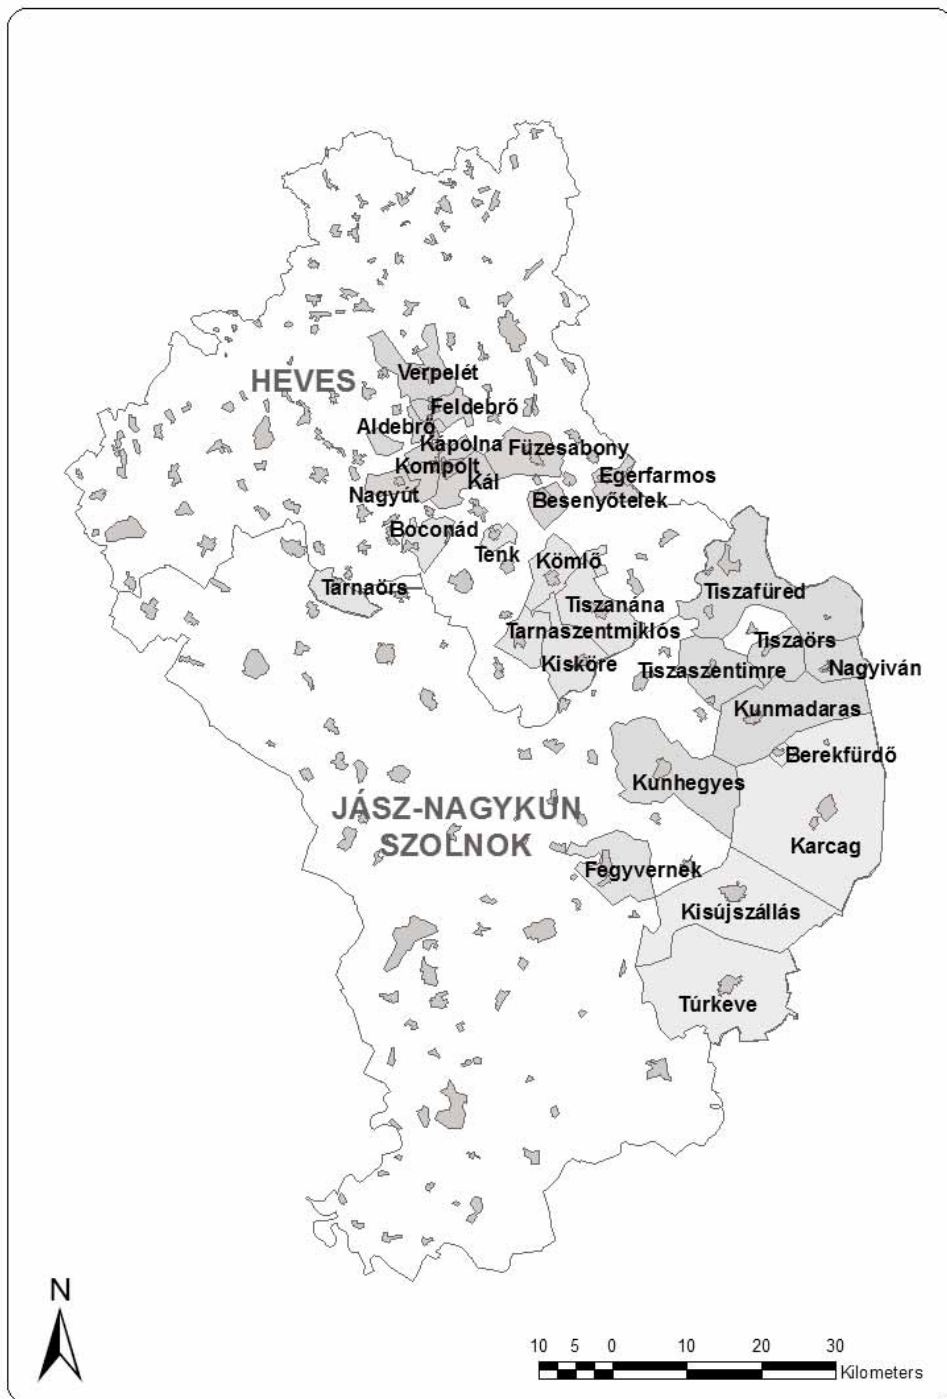 Verpelét
HEVES
Feldebrő
Aldebrő
Kápolna
Füzesabony
Kompolt
Egerfarmos
Kál
Nagyút
Besenyőtelek
Boconád
Tenk
Kömlő
Tarnaörs
Tiszafüred
Tiszanána
Tarnaszentmiklós
Tiszaörs
Kisköre
Tiszaszentimre
Nagyiván
Kunmadaras
Berekfürdő
Kunhegyes
JÁSZ-NAGYKUN
SZOLNOK
Karcag
Fegyvernek
Kisújszállás
Túrkeve
N
10 5 0 10 20 30
Kilometers